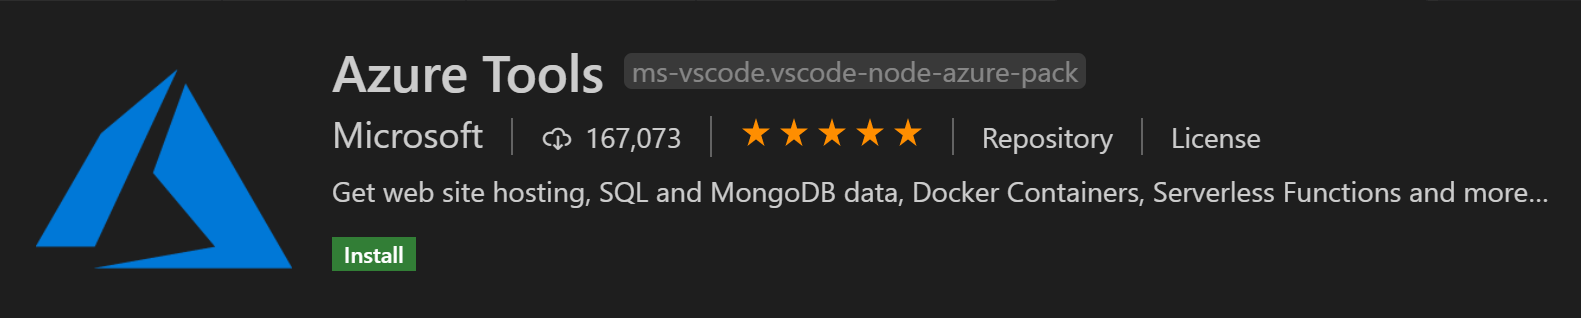 Azure Tools ms-vscode.vscode-node-azure-pack
Microsoft 167,073 Repository License
Get web site hosting, SQL and MongoDB data, Docker Containers, Serverless Functions and more...
Install